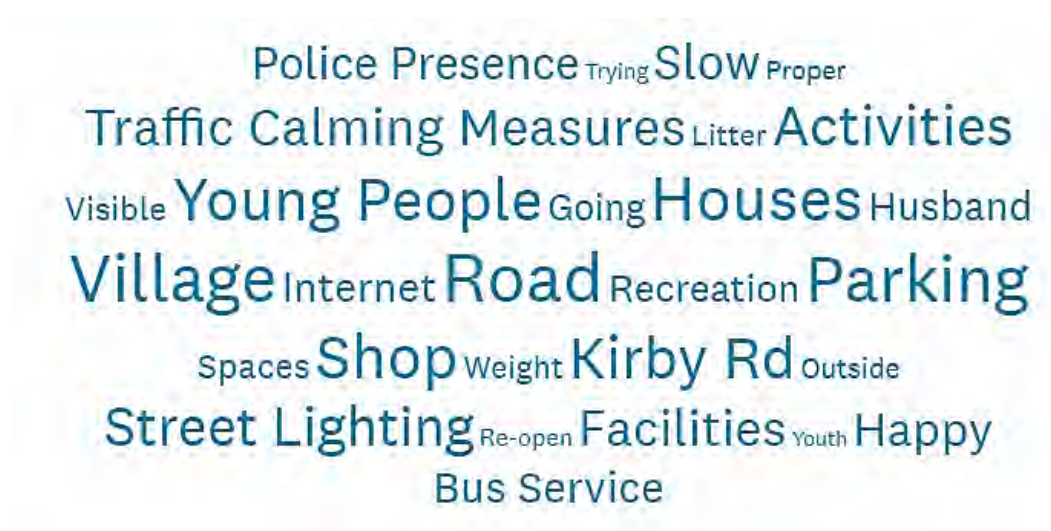 Police Presence Trying Slow Proper
Traffic Calming Measures Litter Activities
Visible Young People Going Houses Husband
Village Internet Road Recreation Parking
Spaces Shop Weight Kirby Rd Outside
Street Lighting Re-open Facilities Youth Happy
Bus Service